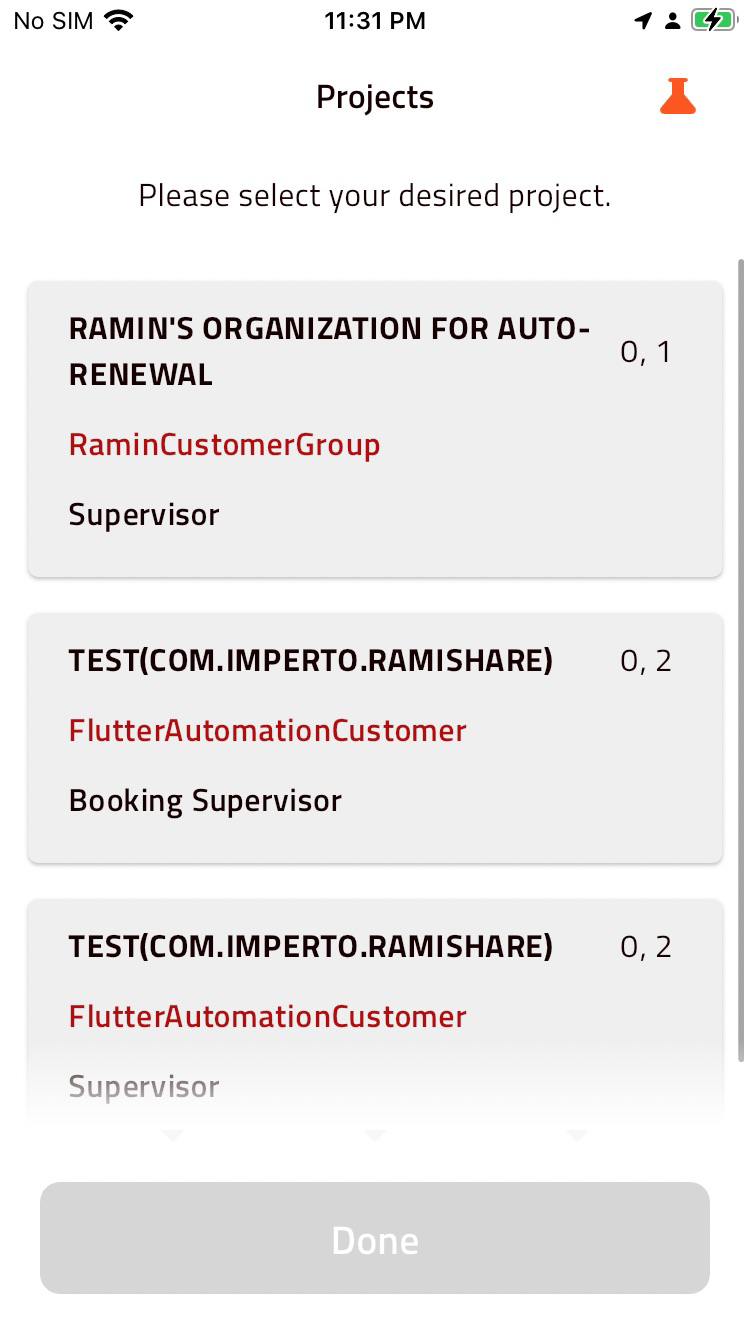 No SIM 11:31 PM
Projects
Please select your desired project.
RAMIN'S ORGANIZATION FOR AUTO-
RENEWAL
0, 1
RaminCustomerGroup
Supervisor
TEST(COM.IMPERTO.RAMISHARE) 0, 2
FlutterAutomationCustomer
Booking Supervisor
TEST(COM.IMPERTO.RAMISHARE) 0, 2
FlutterAutomationCustomer
Supervisor
Done